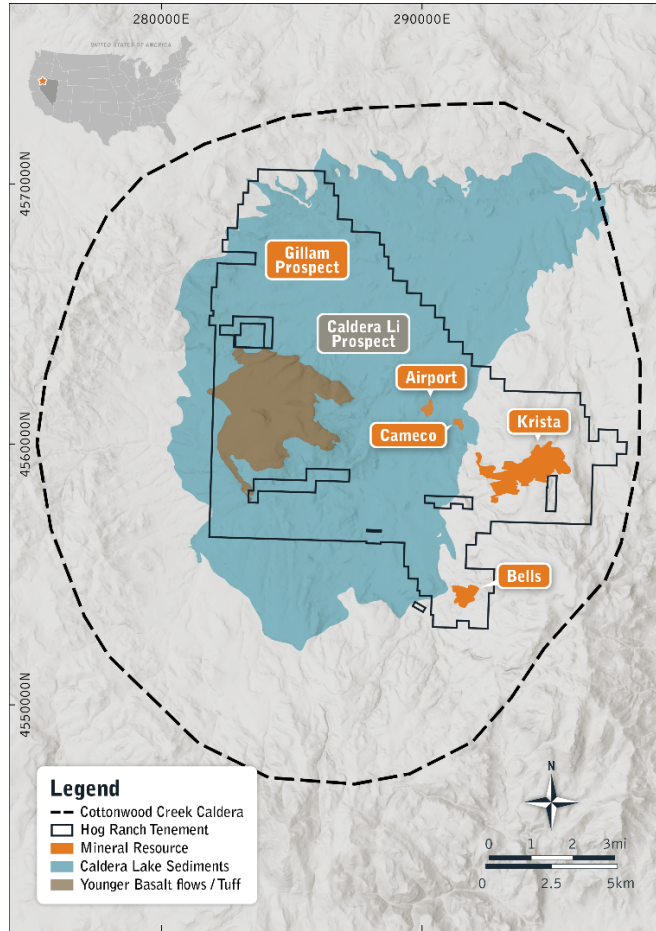 280000E
290000E
UNITED STATES OF AMERICA
4570000N
Gillam
Prospect
Caldera Li
Prospect
Airport
Cameco
Krista
4560000N
Bells
4550000N
Legend
Cottonwood Creek Caldera
Hog Ranch Tenement
Mineral Resource
Caldera Lake Sediments
Younger Basalt flows / Tuff
N
0 1 2 3mi
0 2.5 5km